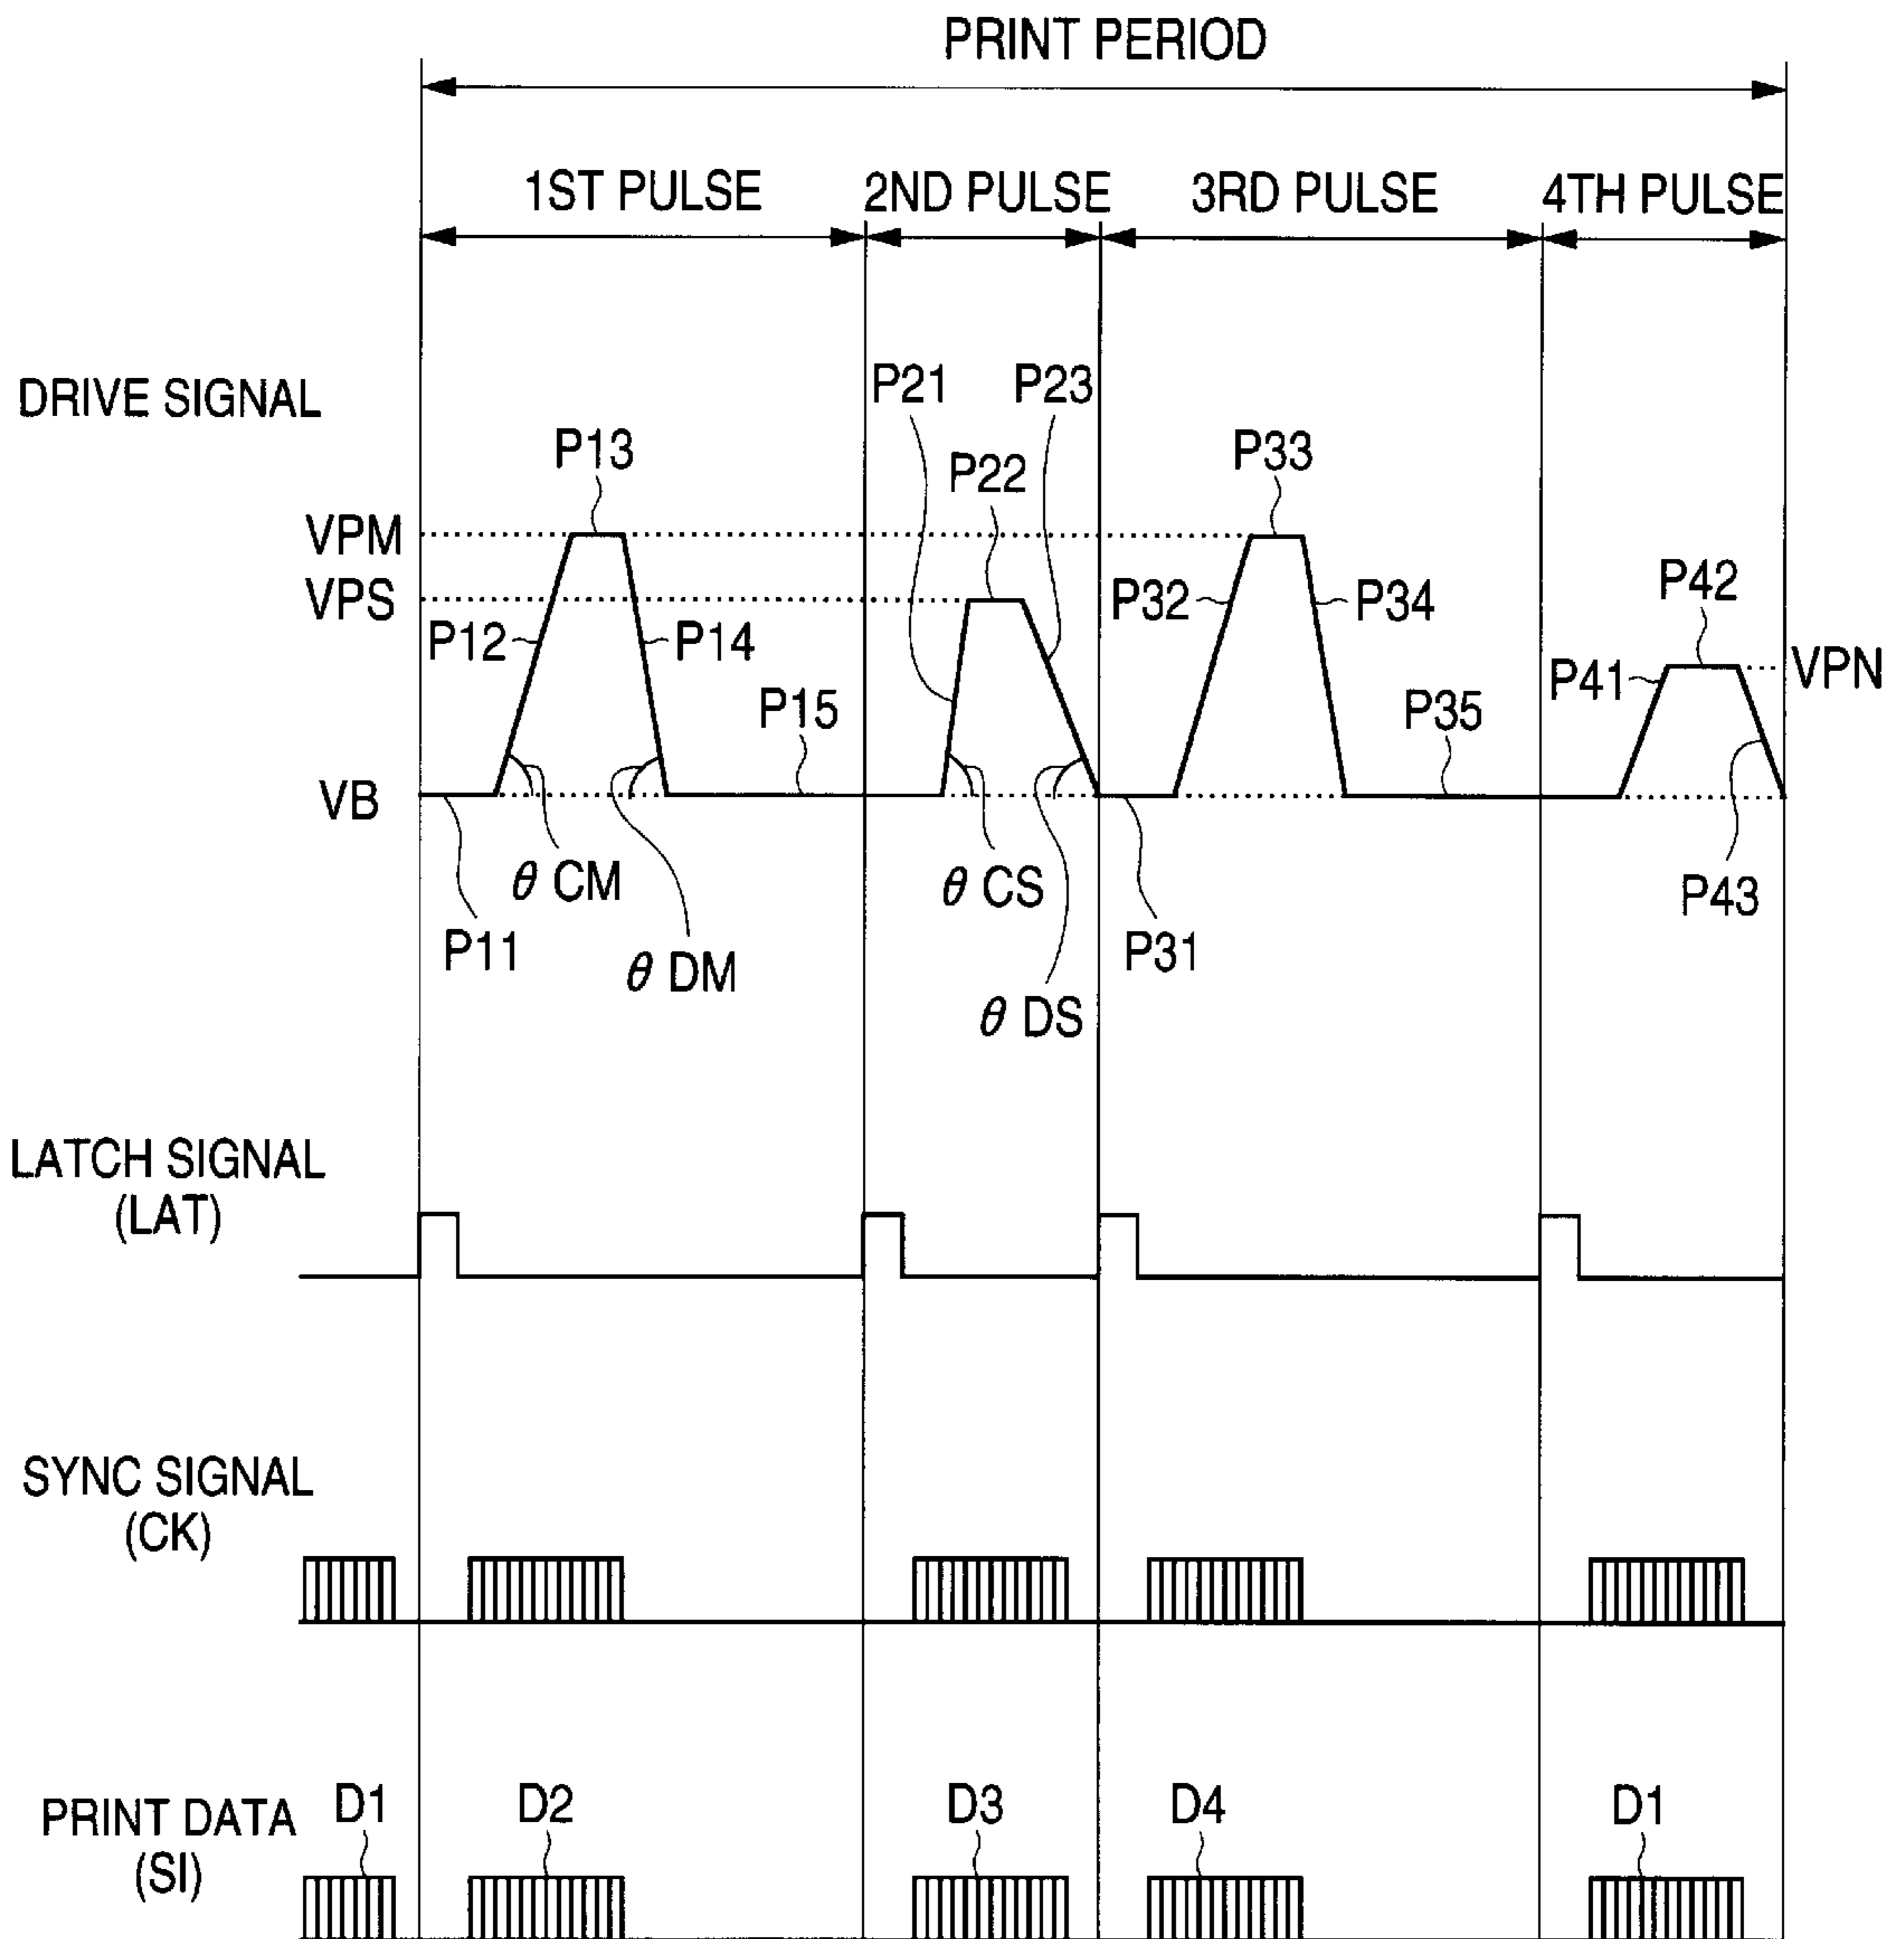 PRINT PERIOD
1ST PULSE
2ND PULSE
3RD PULSE
4TH PULSE
DRIVE SIGNAL
P21
P23
P13
P22
P33
VPM
VPS
P12
P14
P32
P34
P42
P41
VPN
P15
P35
VB
θ CM
θ CS
P43
P11
θ DM
P31
θ DS
LATCH SIGNAL
(LAT)
SYNC SIGNAL
(CK)
PRINT DATA
(SI)
D1
D2
D3
D4
D1